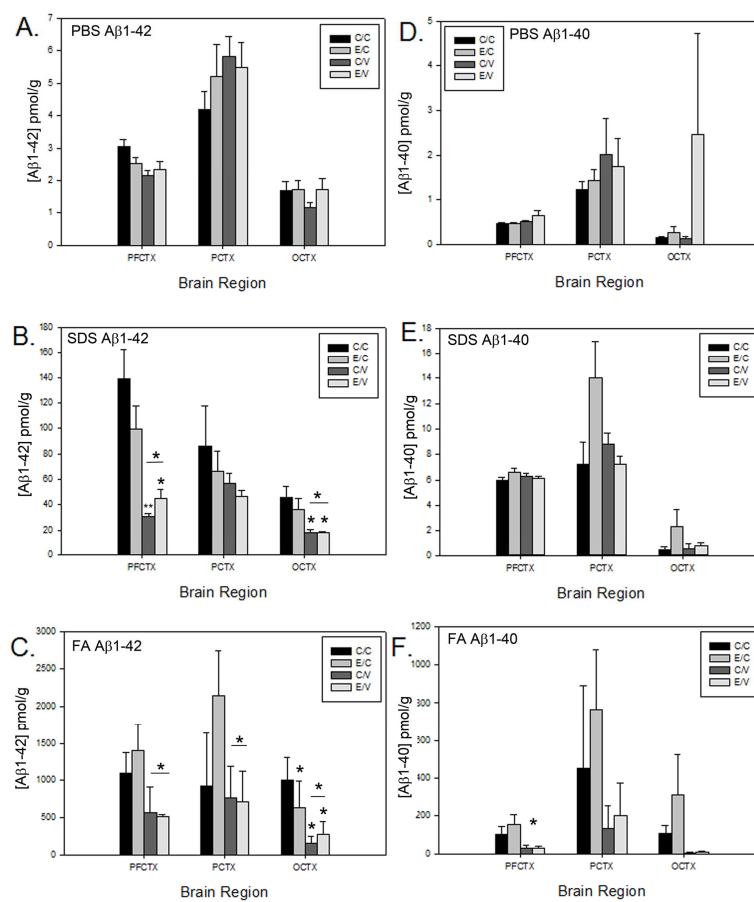 A.
PBS Aβ1-42
C/C
E/C
C/V
E/V
7
6
5
4
3
2
1
0
[Aβ1-42] pmol/g
PFCTX
PCTX
OCTX
Brain Region
D.
PBS Aβ1-40
C/C
E/C
C/V
E/V
5
4
3
2
1
0
[Aβ1-40] pmol/g
PFCTX
PCTX
OCTX
Brain Region
B.
SDS Aβ1-42
C/C
E/C
C/V
E/V
180
160
140
120
100
80
60
40
20
0
[Aβ1-42] pmol/g
*
*
**
*
* *
PFCTX
PCTX
OCTX
Brain Region
E.
SDS Aβ1-40
C/C
E/C
C/V
E/V
18
16
14
12
10
8
6
4
2
0
[Aβ1-40] pmol/g
PFCTX
PCTX
OCTX
Brain Region
C.
FA Aβ1-42
C/C
E/C
C/V
E/V
3000
2500
2000
1500
1000
500
0
[Aβ1-42] pmol/g
*
*
*
*
*
*
PFCTX
PCTX
OCTX
Brain Region
F.
FA Aβ1-40
C/C
E/C
C/V
E/V
1200
1000
800
600
400
200
0
[Aβ1-40] pmol/g
*
PFCTX
PCTX
OCTX
Brain Region